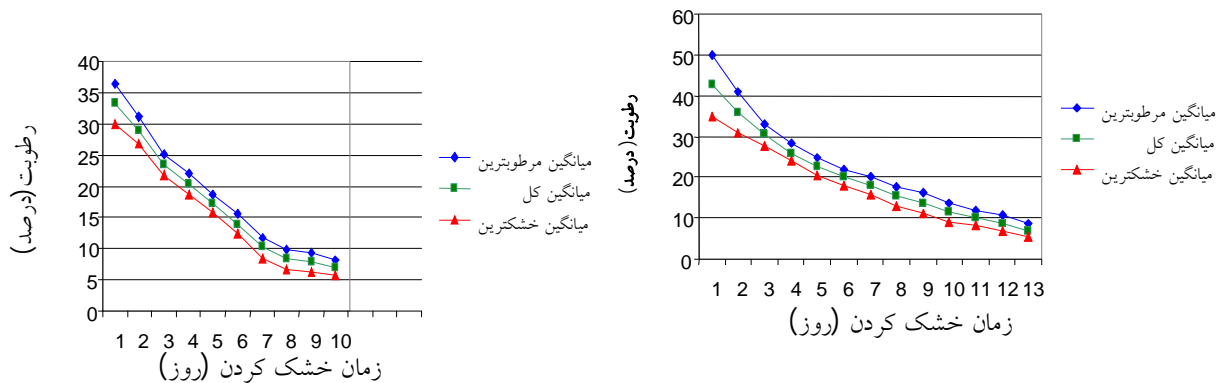 40
35
30
25
20
15
10
5
0
رطوبت (درصد)
1 2 3 4 5 6 7 8 9 10
زمان خشک کردن (روز)
میانگین مرطوبترین
میانگین کل
میانگین خشکترین
60
50
40
30
20
10
0
رطوبت( درصد)
1 2 3 4 5 6 7 8 9 10 11 12 13
زمان خشک کردن (روز)
میانگین مرطوبترین
میانگین کل
میانگین خشکترین